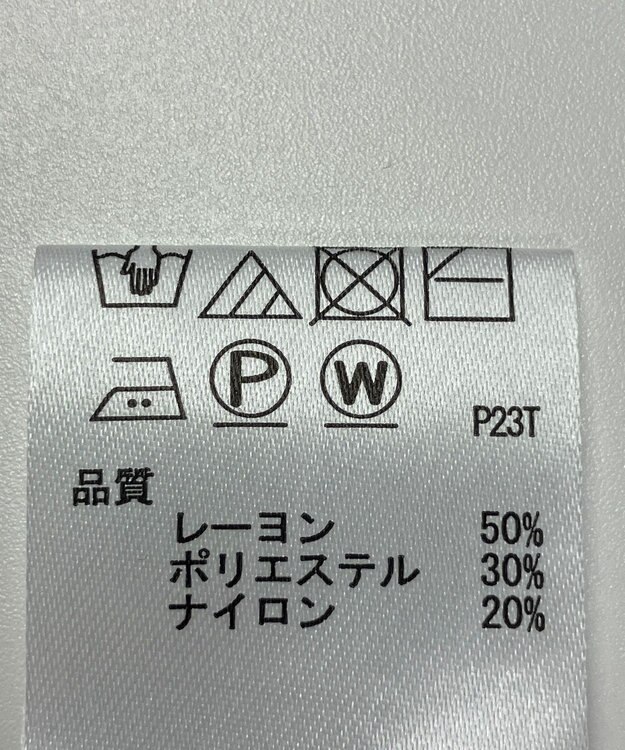 P W P23T
品質
レーヨン 50%
ポリエステル 30%
ナイロン 20%